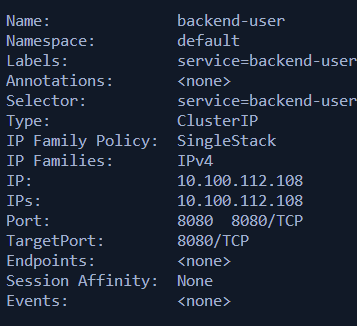 Name: backend-user
Namespace: default
Labels: service=backend-user
Annotations: <none>
Selector: service=backend-user
Type: ClusterIP
IP Family Policy: SingleStack
IP Families: IPv4
IP: 10.100.112.108
IPs: 10.100.112.108
Port: 8080 8080/TCP
TargetPort: 8080/TCP
Endpoints: <none>
Session Affinity: None
Events: <none>